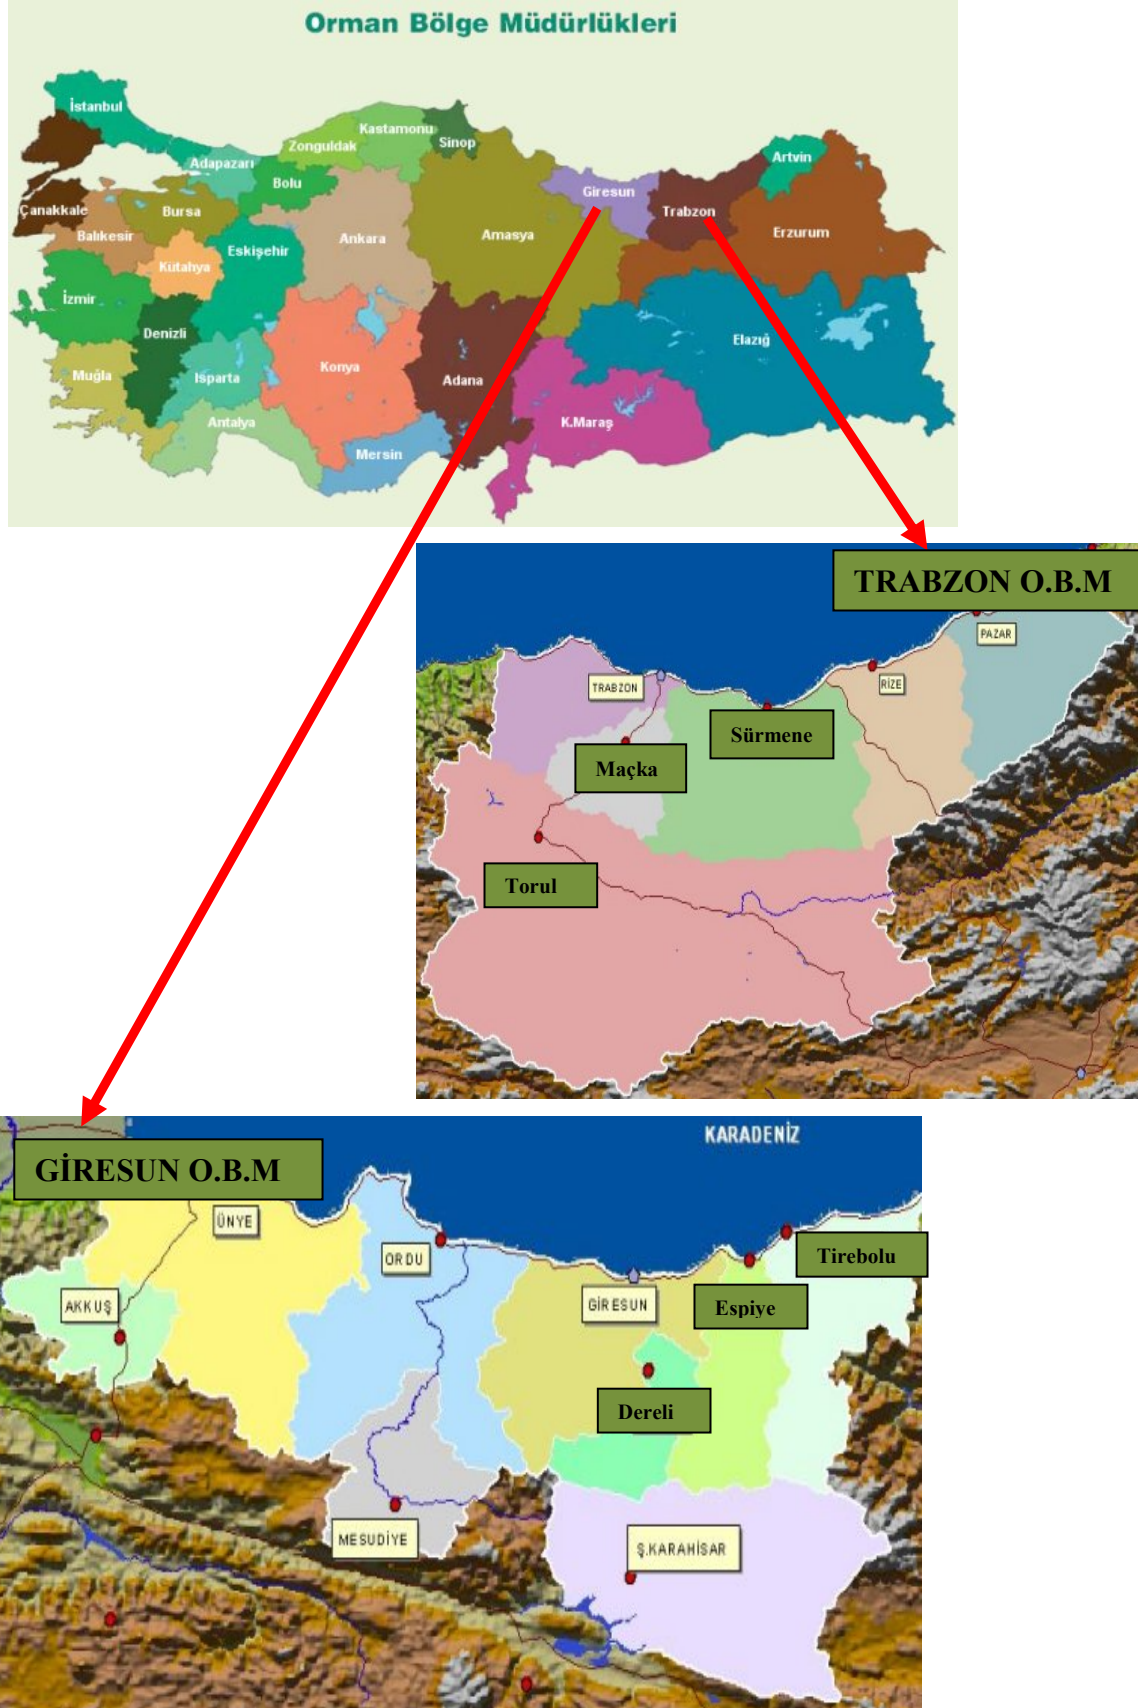 Orman Bölge Müdürlükleri
İstanbul
Kastamonu
Sinop
Zonguldak
Adapazarı
Artvin
Bolu
Giresun
Çanakkale
Bursa
Trabzon
Balıkesir
Ankara
Amasya
Erzurum
Eskişehir
Kütahya
İzmir
Denizli
Elazığ
Muğla
Isparta
Konya
Adana
Antalya
K.Maraş
Mersin
TRABZON O.B.M
PAZAR
TRABZON
RİZE
Sürmene
Maçka
Torul
KARADENİZ
GİRESUN O.B.M
ÜNYE
ORDU
Tirebolu
AKKUŞ
GİRESUN
Espiye
Dereli
MESUDİYE
Ş.KARAHISAR